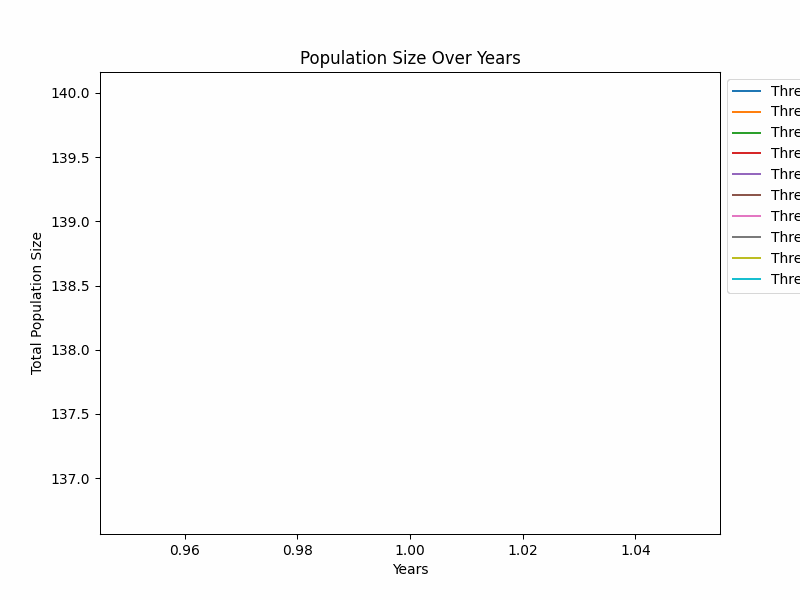 Population Size Over Years
140.0
139.5
139.0
138.5
138.0
137.5
137.0
Total Population Size
0.96 0.98 1.00 1.02 1.04
Years
Thre
Thre
Thre
Thre
Thre
Thre
Thre
Thre
Thre
Thre